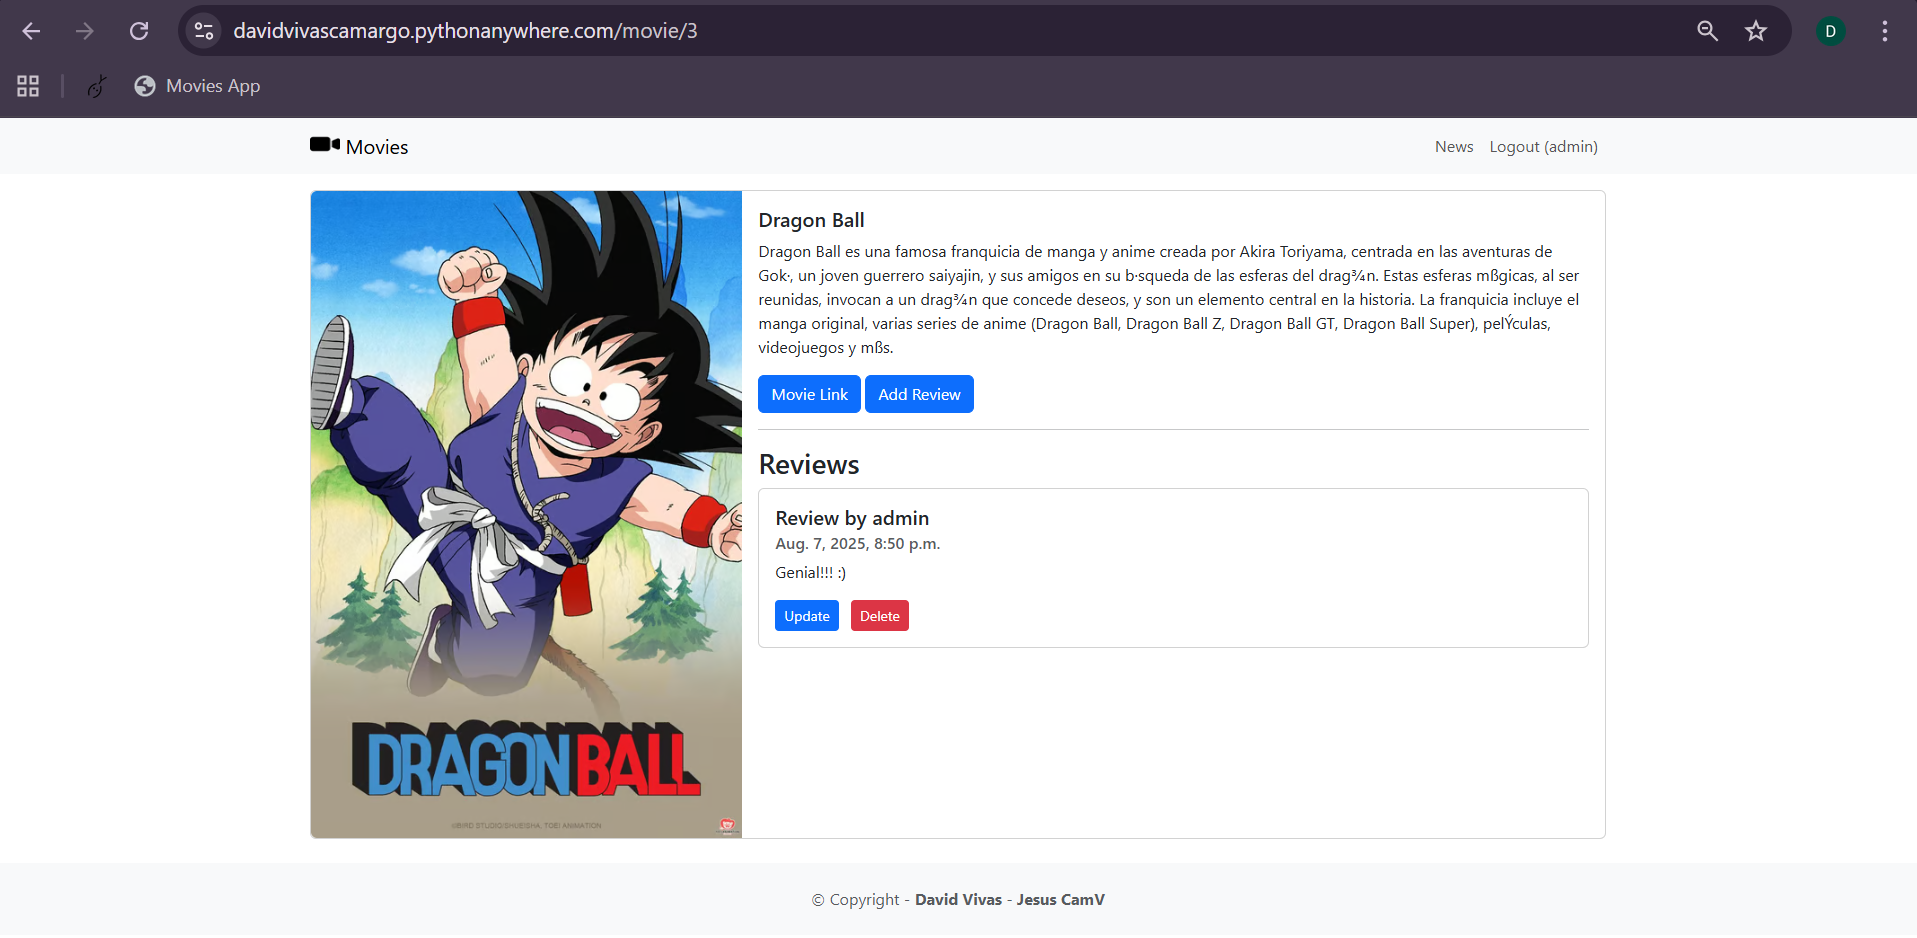 davidvivascamargo.pythonanywhere.com/movie/3
D
Movies App
Movies
News Logout (admin)
Dragon Ball
Dragon Ball es una famosa franquicia de manga y anime creada por Akira Toriyama, centrada en las aventuras de
Gok·, un joven guerrero saiyajin, y sus amigos en su b·squeda de las esferas del drag¾n. Estas esferas mßgicas, al ser
reunidas, invocan a un drag¾n que concede deseos, y son un elemento central en la historia. La franquicia incluye el
manga original, varias series de anime (Dragon Ball, Dragon Ball Z, Dragon Ball GT, Dragon Ball Super), pelÝculas,
videojuegos y mßs.
Movie Link Add Review
Reviews
Review by admin
Aug. 7, 2025, 8:50 p.m.
Genial!!! :)
Update Delete
DRAGON BALL
©BIRD STUDIO/SHUEISHA, TOEI ANIMATION
© Copyright - David Vivas - Jesus CamV